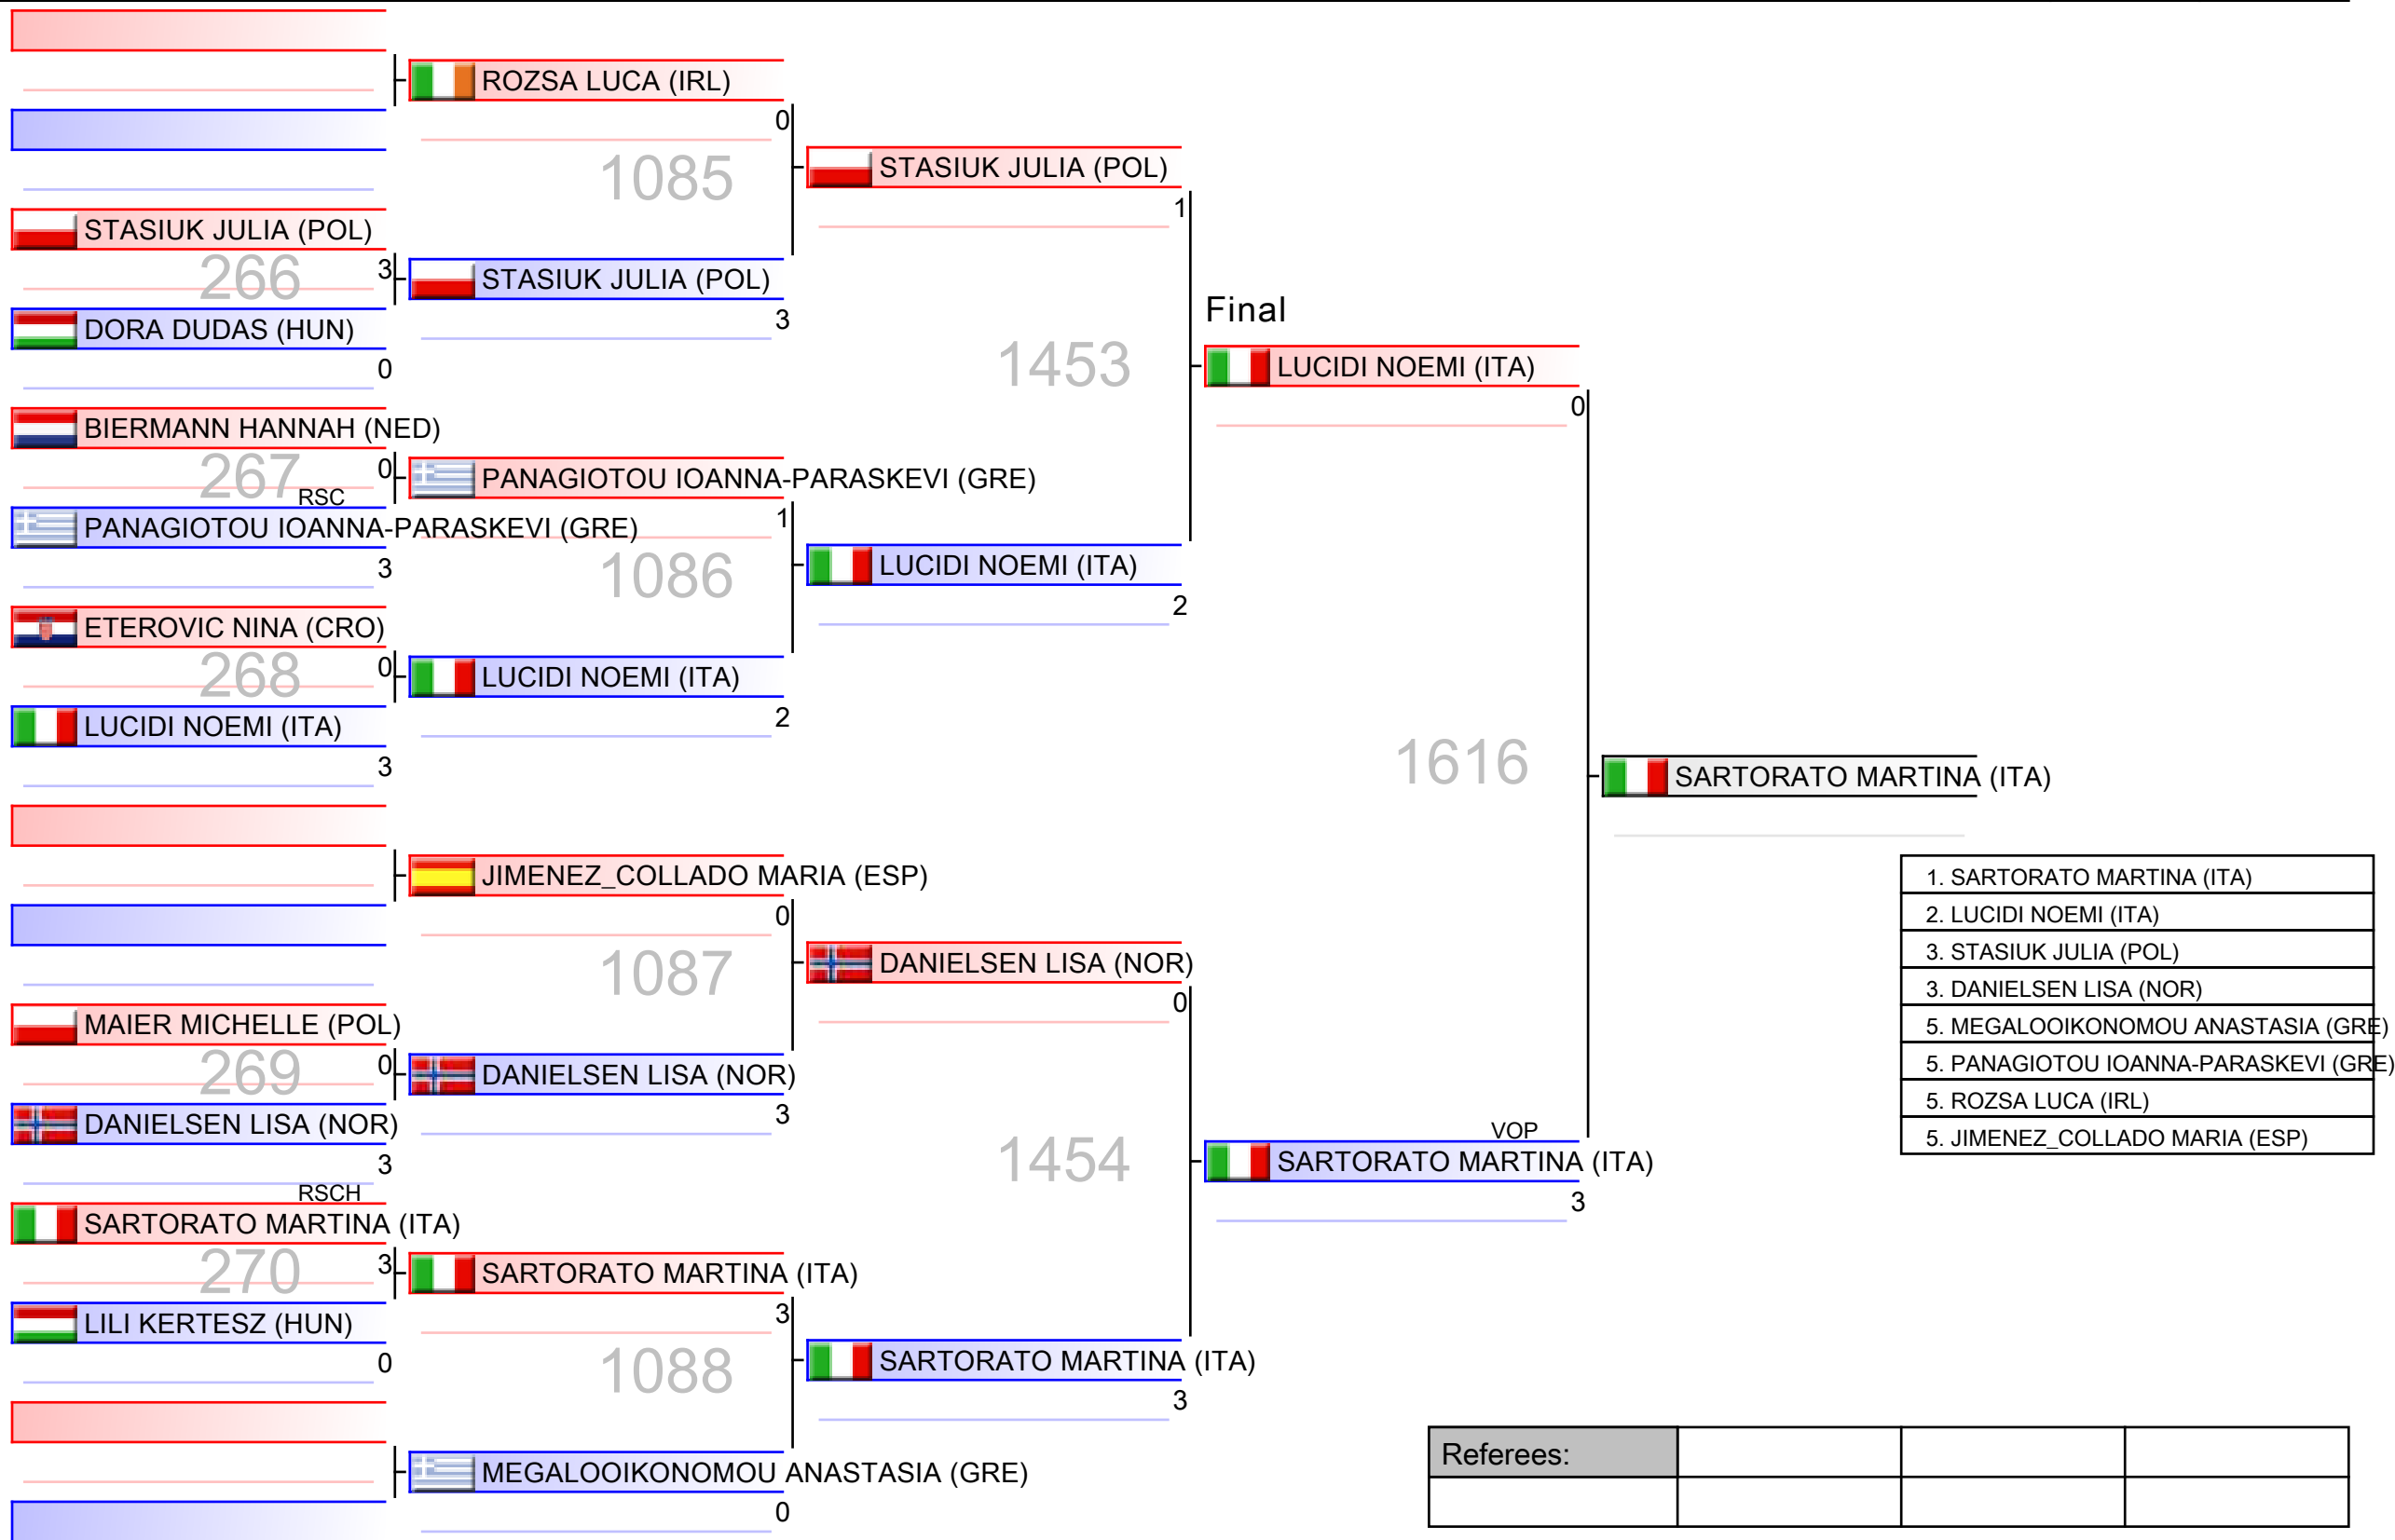 ROZSA LUCA (IRL)
0
1085
STASIUK JULIA (POL)
1
STASIUK JULIA (POL)
266
3
STASIUK JULIA (POL)
3
DORA DUDAS (HUN)
0
Final
1453
LUCIDI NOEMI (ITA)
0
BIERMANN HANNAH (NED)
267
0
RSC
PANAGIOTOU IOANNA-PARASKEVI (GRE)
1
PANAGIOTOU IOANNA-PARASKEVI (GRE)
3
1086
LUCIDI NOEMI (ITA)
2
ETEROVIC NINA (CRO)
268
0
LUCIDI NOEMI (ITA)
2
LUCIDI NOEMI (ITA)
3
1616
SARTORATO MARTINA (ITA)
JIMENEZ_COLLADO MARIA (ESP)
0
1087
DANIELSEN LISA (NOR)
0
MAIER MICHELLE (POL)
269
0
DANIELSEN LISA (NOR)
3
DANIELSEN LISA (NOR)
3
1454
VOP
SARTORATO MARTINA (ITA)
3
RSCH
SARTORATO MARTINA (ITA)
270
3
SARTORATO MARTINA (ITA)
3
LILI KERTESZ (HUN)
0
1088
SARTORATO MARTINA (ITA)
3
MEGALOOIKONOMOU ANASTASIA (GRE)
0
1. SARTORATO MARTINA (ITA)
2. LUCIDI NOEMI (ITA)
3. STASIUK JULIA (POL)
3. DANIELSEN LISA (NOR)
5. MEGALOOIKONOMOU ANASTASIA (GRE)
5. PANAGIOTOU IOANNA-PARASKEVI (GRE)
5. ROZSA LUCA (IRL)
5. JIMENEZ_COLLADO MARIA (ESP)
Referees: